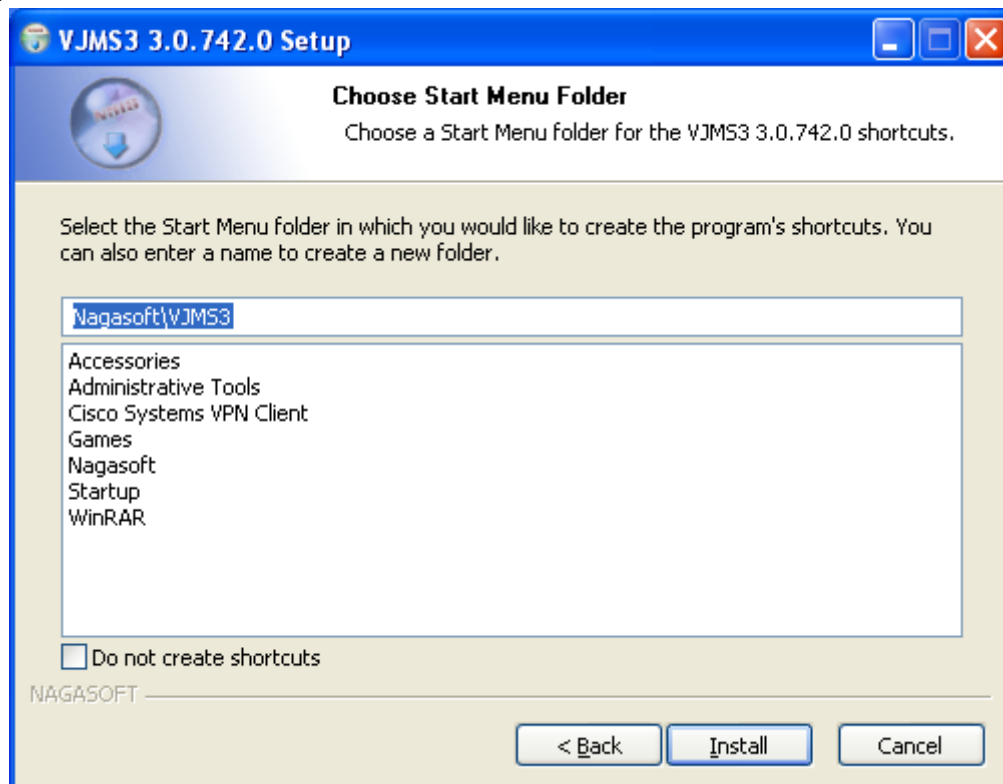 VJMS3 3.0.742.0 Setup
Choose Start Menu Folder
Choose a Start Menu folder for the VJMS3 3.0.742.0 shortcuts.
Select the Start Menu folder in which you would like to create the program's shortcuts. You
can also enter a name to create a new folder.
Nagasoft\VJMS3
Accessories
Administrative Tools
Cisco Systems VPN Client
Games
Nagasoft
Startup
WinRAR
Do not create shortcuts
NAGASOFT
< Back
Install
Cancel